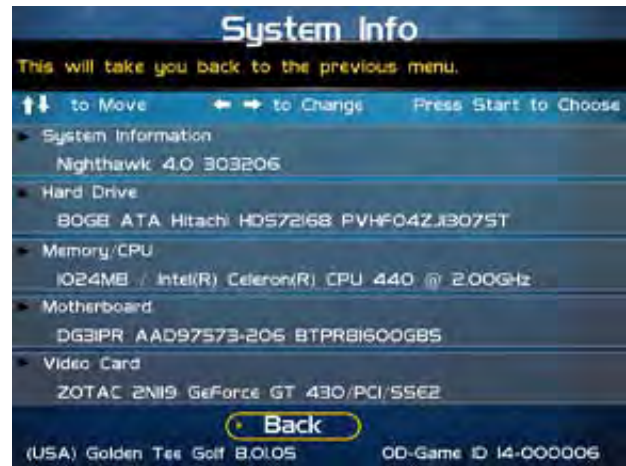 System Info
This will take you back to the previous menu.
to Move to Change Press Start to Choose
System Information
Nighthawk 4.0 303206
Hard Drive
80GB ATA Hitachi HDS72168 PVHF04ZJ1307ST
Memory/CPU
1024MB / Intel(R) Celeron(R) CPU 440 @ 2.00GHz
Motherboard
DG31PR AAD97573-206 BTPR81600GBS
Video Card
ZOTAC 2N119 GeForce GT 430/PCI/SSE2
Back
(USA) Golden Tee Golf 8.01.05 OD-Game ID 14-000006